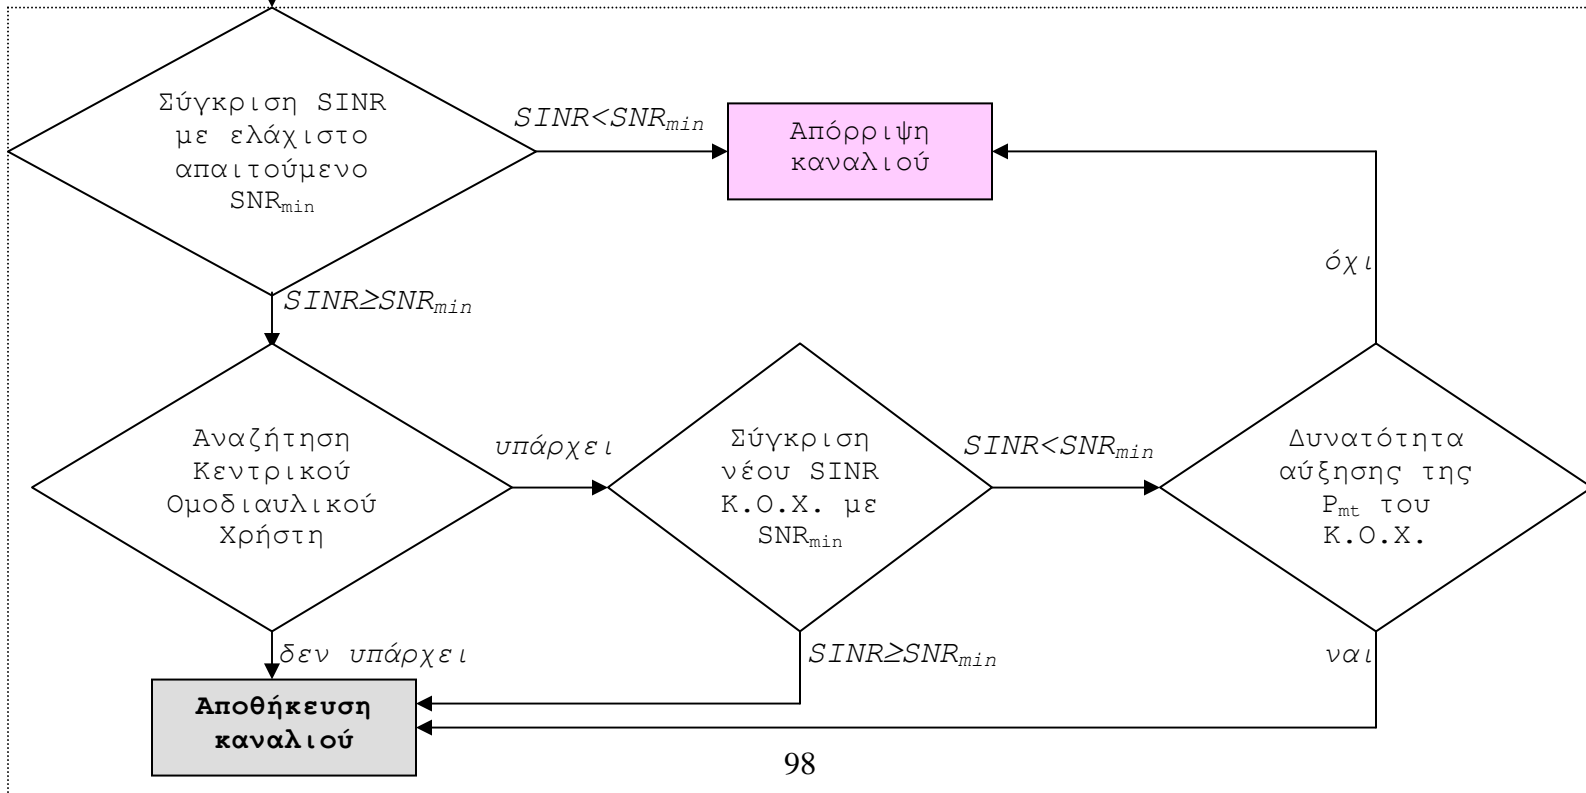 Σύγκριση SINR
με ελάχιστο
απαιτούμενο
SNRmin
SINR<SNRmin
Απόρριψη
καναλιού
όχι
SINR≥SNRmin
Αναζήτηση
Κεντρικού
Ομοδιαυλικού
Χρήστη
υπάρχει
Σύγκριση
νέου SINR
Κ.Ο.Χ. με
SNRmin
SINR<SNRmin
Δυνατότητα
αύξησης της
Pmt του
Κ.Ο.Χ.
δεν υπάρχει
SINR≥SNRmin
ναι
Αποθήκευση
καναλιού
98